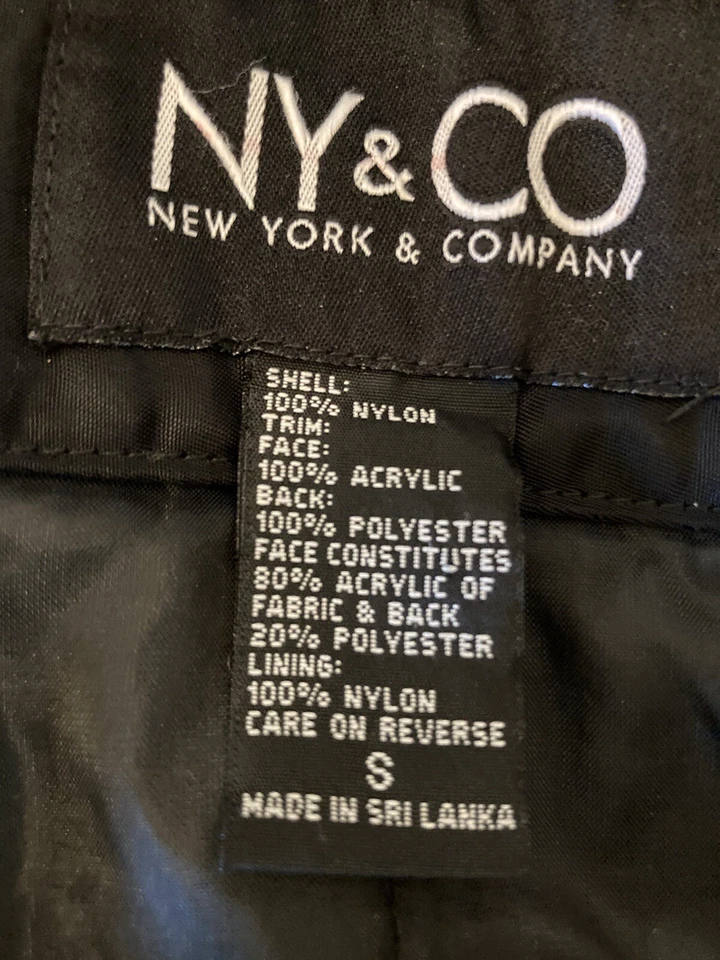 NY&CO
NEW YORK & COMPANY
SHELL:
100% NYLON
TRIM:
FACE:
100% ACRYLIC
BACK:
100% POLYESTER
FACE CONSTITUTES
80% ACRYLIC OF
FABRIC & BACK
20% POLYESTER
LINING:
100% NYLON
CARE ON REVERSE
S
MADE IN SRI LANKA